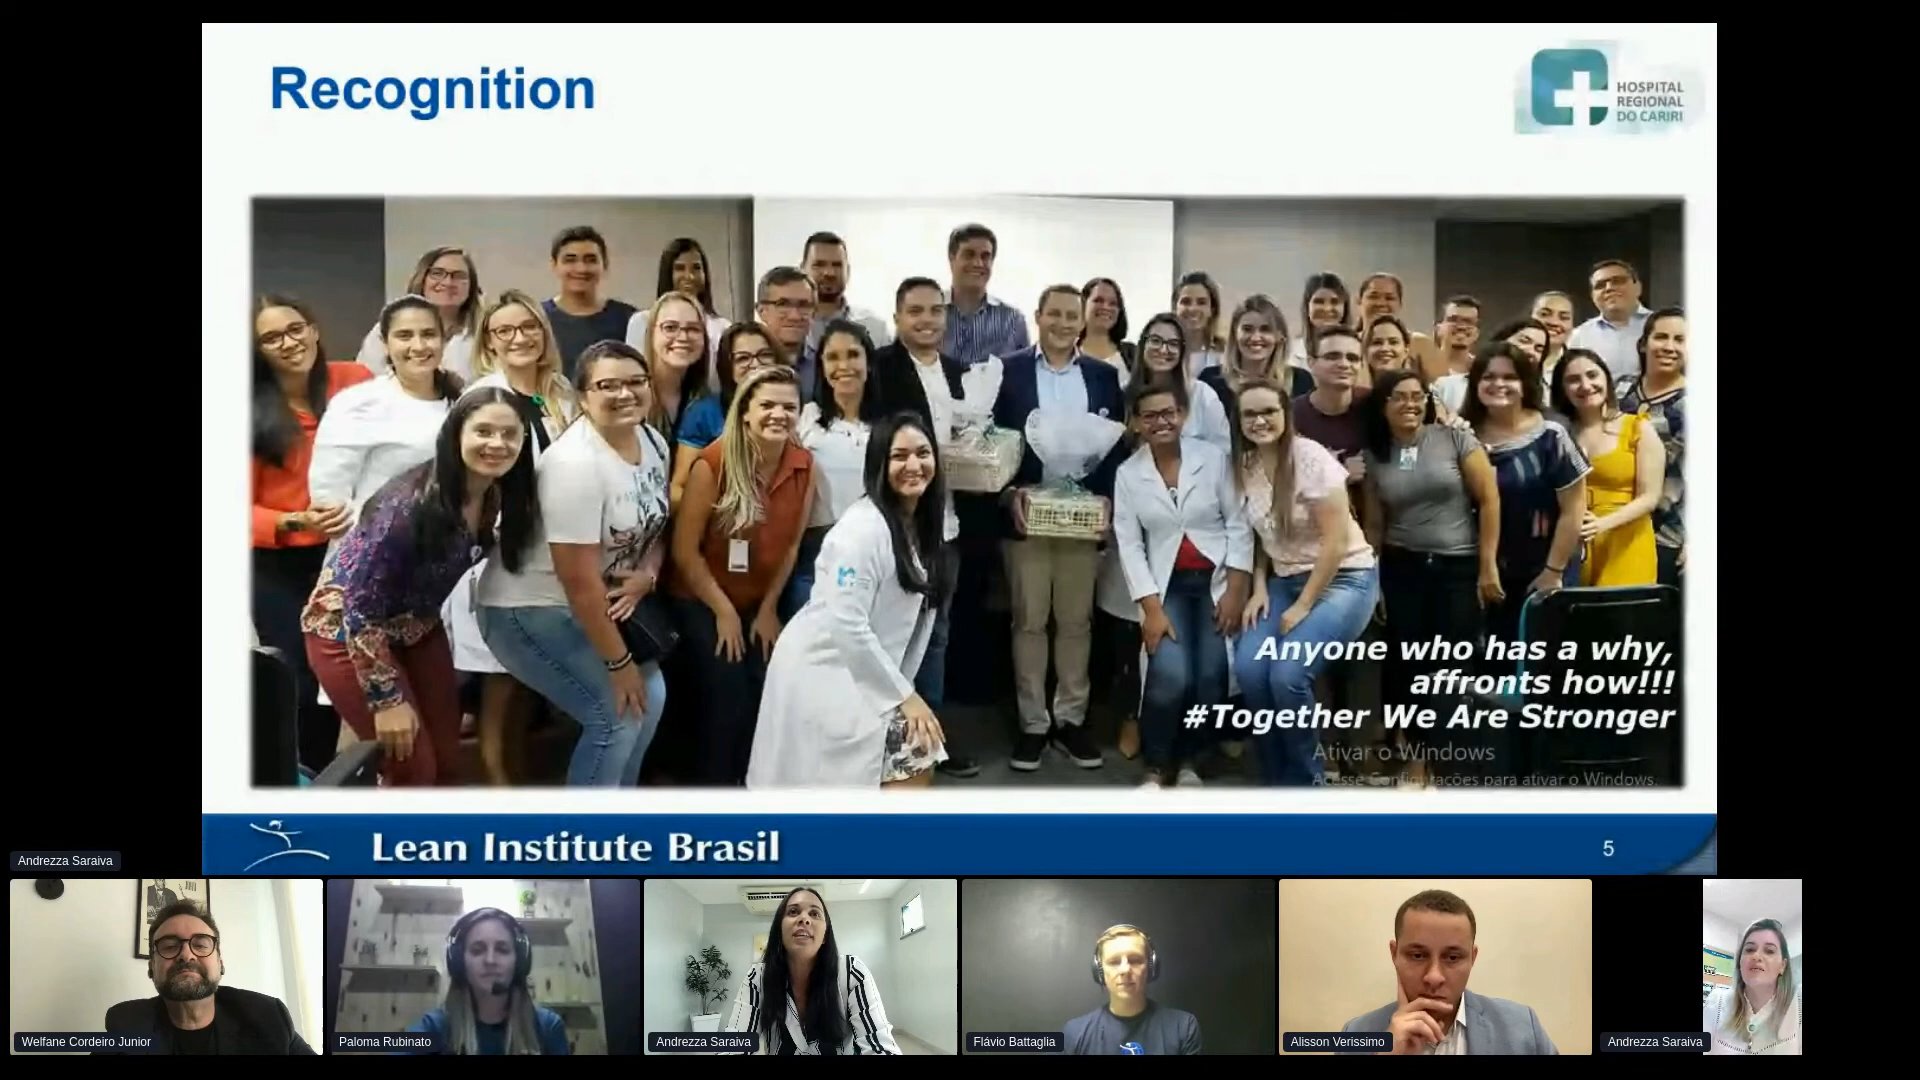 Recognition
HOSPITAL
REGIONAL
DO CARIRI
Anyone who has a why,
affronts how!!!
#Together We Are Stronger
Ativar o Windows
Acesse Configurações para ativar o Windows.
Lean Institute Brasil
5
Andrezza Saraiva
Welfane Cordeiro Junior
Paloma Rubinato
Andrezza Saraiva
Flávio Battaglia
Alisson Verissimo
Andrezza Saraiva